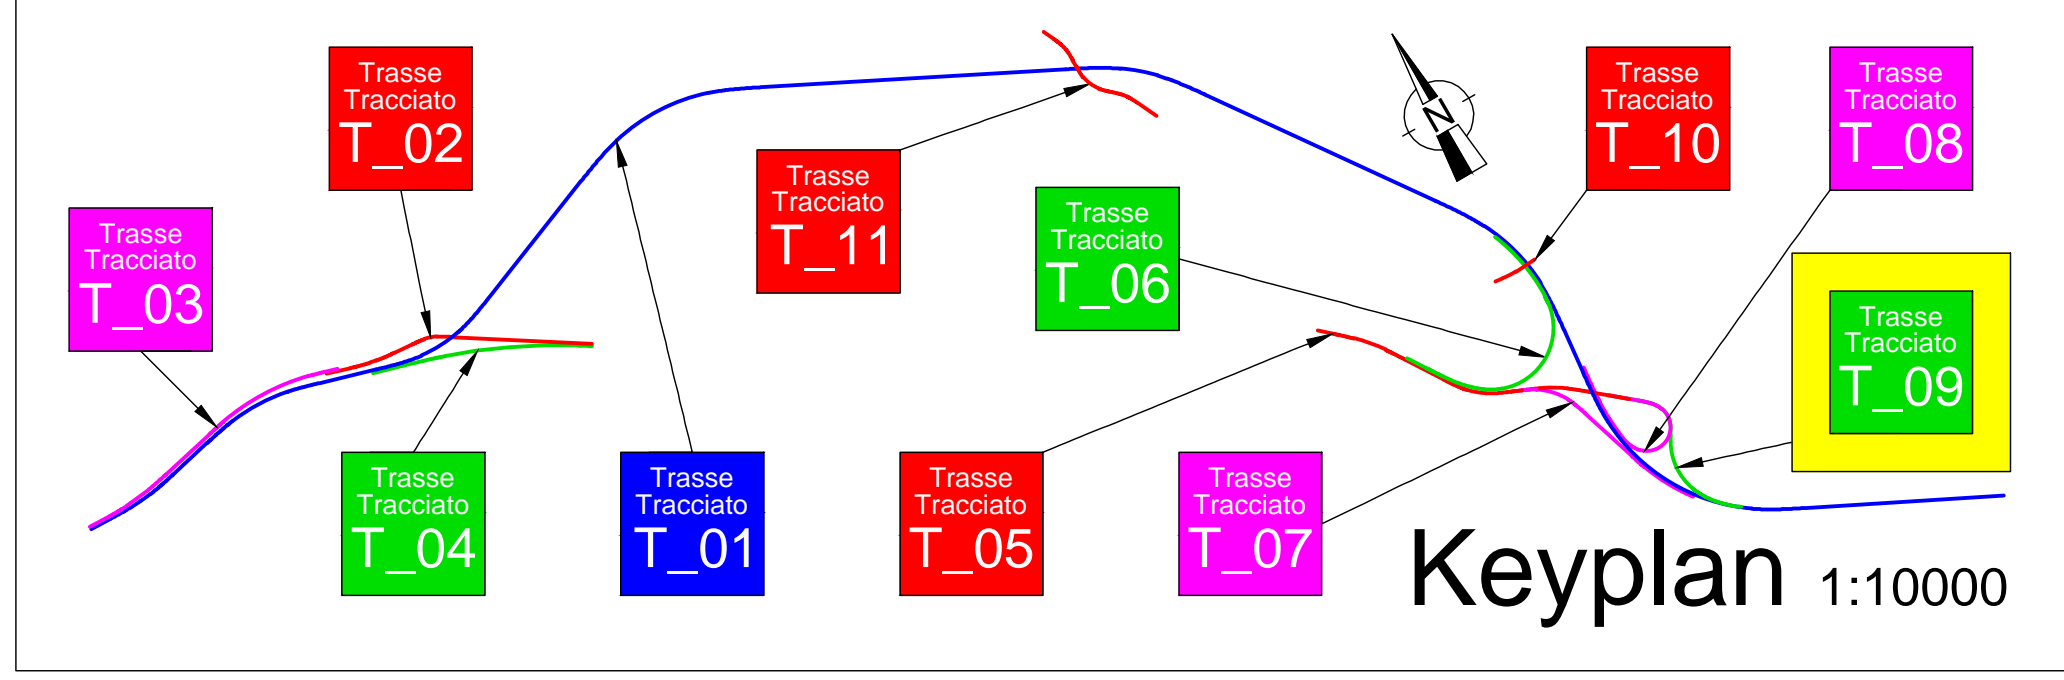 Trasse
Tracciato
T_02
Trasse
Tracciato
T_10
Trasse
Tracciato
T_08
N
Trasse
Tracciato
T_11
Trasse
Tracciato
T_06
Trasse
Tracciato
T_03
Trasse
Tracciato
T_09
Trasse
Tracciato
T_04
Trasse
Tracciato
T_01
Trasse
Tracciato
T_05
Trasse
Tracciato
T_07
Keyplan 1:10000